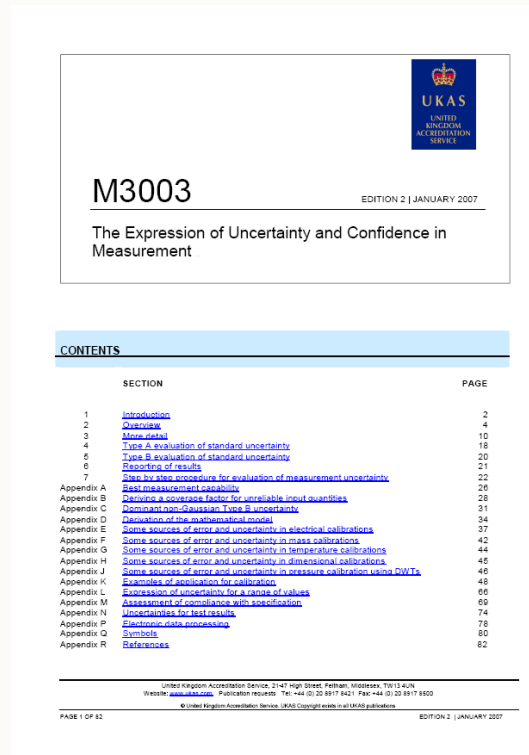 UKAS
UNITED
KINGDOM
ACCREDITATION
SERVICE
M3003
EDITION 2 | JANUARY 2007
The Expression of Uncertainty and Confidence in
Measurement
CONTENTS
SECTION PAGE
1 Introduction 2
2 Overview 4
3 More detail 10
4 Type A evaluation of standard uncertainty 18
5 Type B evaluation of standard uncertainty 20
6 Reporting of results 21
7 Step by step procedure for evaluation of measurement uncertainty 22
Appendix A Best measurement capability 26
Appendix B Deriving a coverage factor for unreliable input quantities 28
Appendix C Dominant non-Gaussian Type B uncertainty 31
Appendix D Derivation of the mathematical model 34
Appendix E Some sources of error and uncertainty in electrical calibrations 37
Appendix F Some sources of error and uncertainty in mass calibrations 42
Appendix G Some sources of error and uncertainty in temperature calibrations 44
Appendix H Some sources of error and uncertainty in dimensional calibrations 45
Appendix J Some sources of error and uncertainty in pressure calibration using DWTs 46
Appendix K Examples of application for calibration 48
Appendix L Expression of uncertainty for a range of values 66
Appendix M Assessment of compliance with specification 69
Appendix N Uncertainties for test results 74
Appendix P Electronic data processing 78
Appendix Q Symbols 80
Appendix R References 82
United Kingdom Accreditation Service, 21-47 High Street, Feltham, Middlesex, TW13 4UN
Website: www.ukas.com Publication requests Tel: +44 (0) 20 8917 8421 Fax: +44 (0) 20 8917 8500
© United Kingdom Accreditation Service. UKAS Copyright exists in all UKAS publications
PAGE 1 OF 82 EDITION 2 | JANUARY 2007